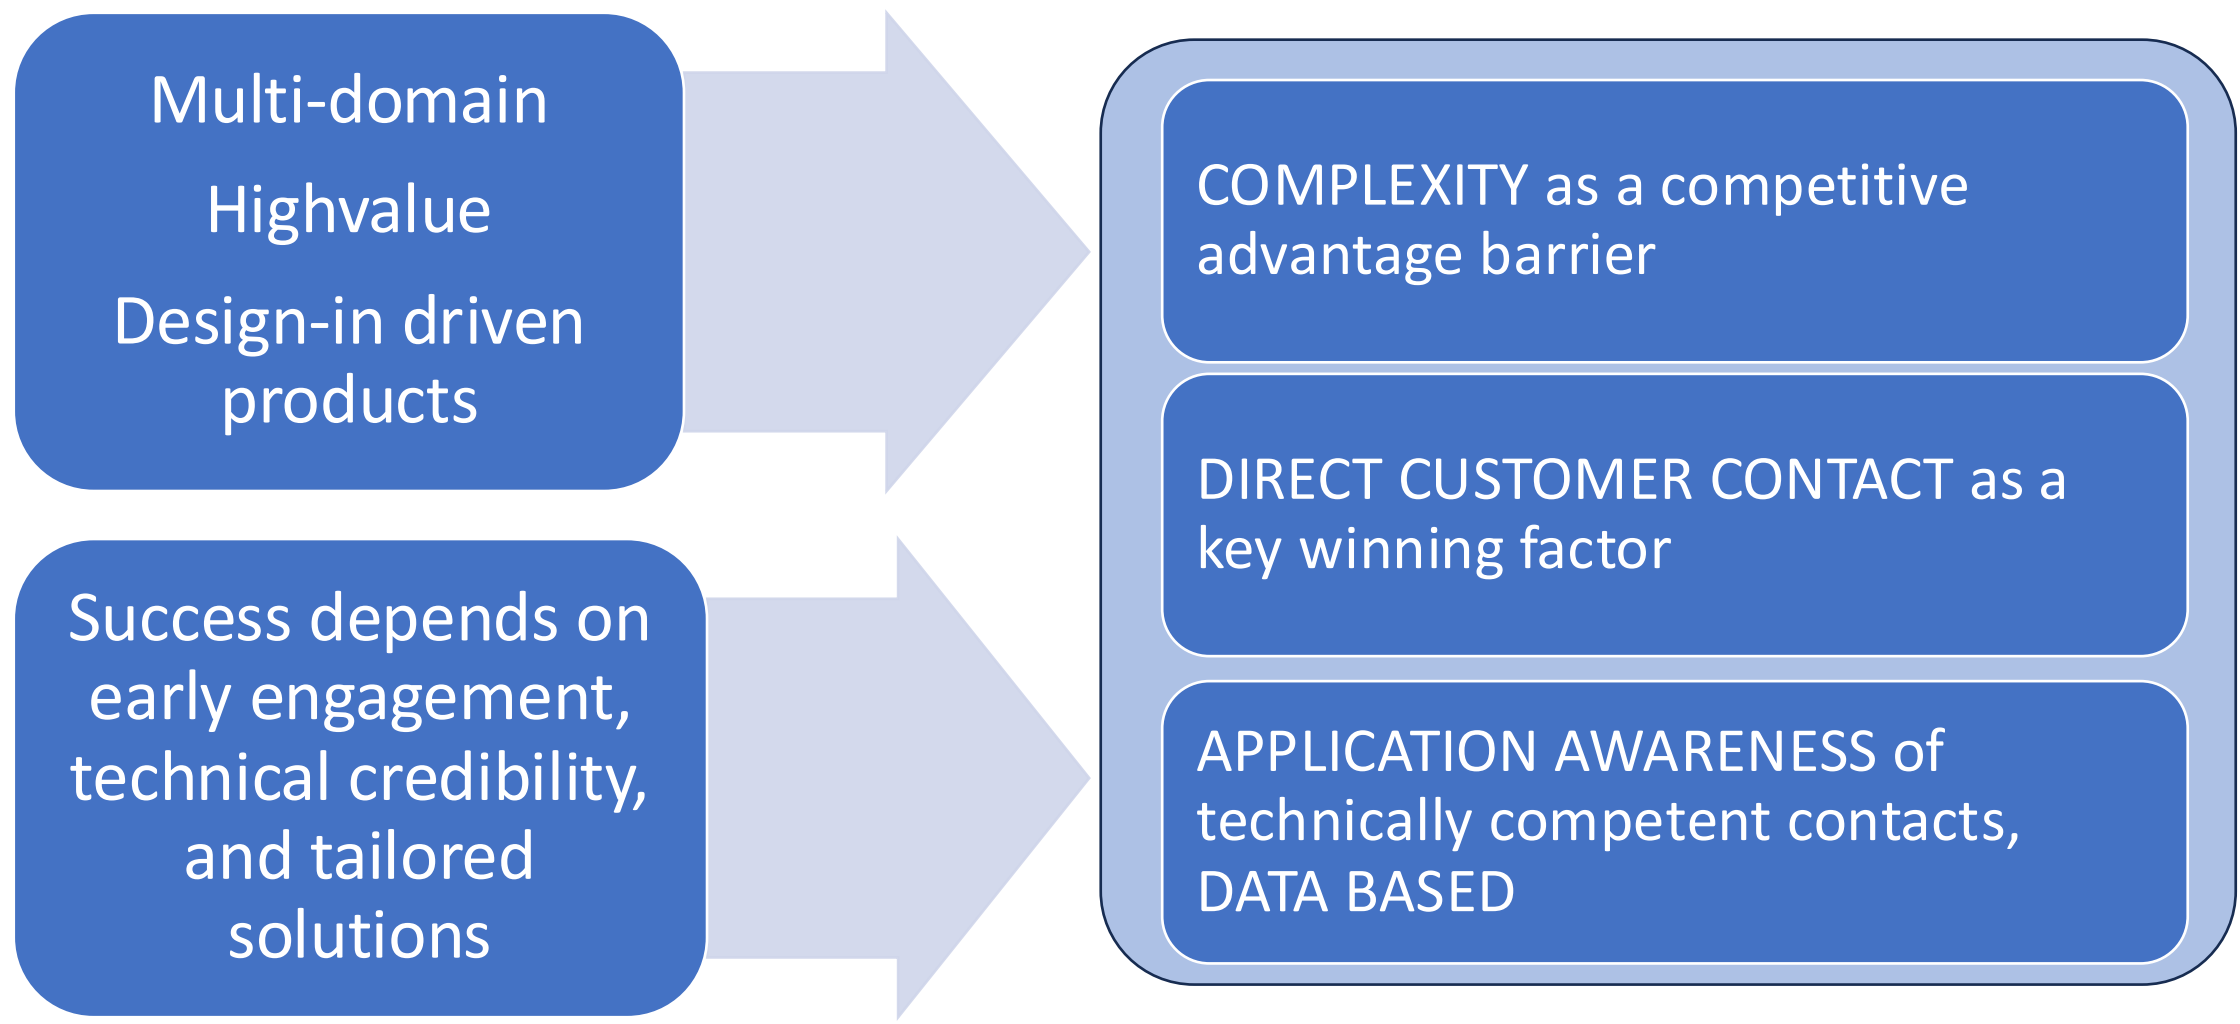 Multi-domain
Highvalue
Design-in driven
products
Success depends on
early engagement,
technical credibility,
and tailored
solutions
COMPLEXITY as a competitive
advantage barrier
DIRECT CUSTOMER CONTACT as a
key winning factor
APPLICATION AWARENESS of
technically competent contacts,
DATA BASED